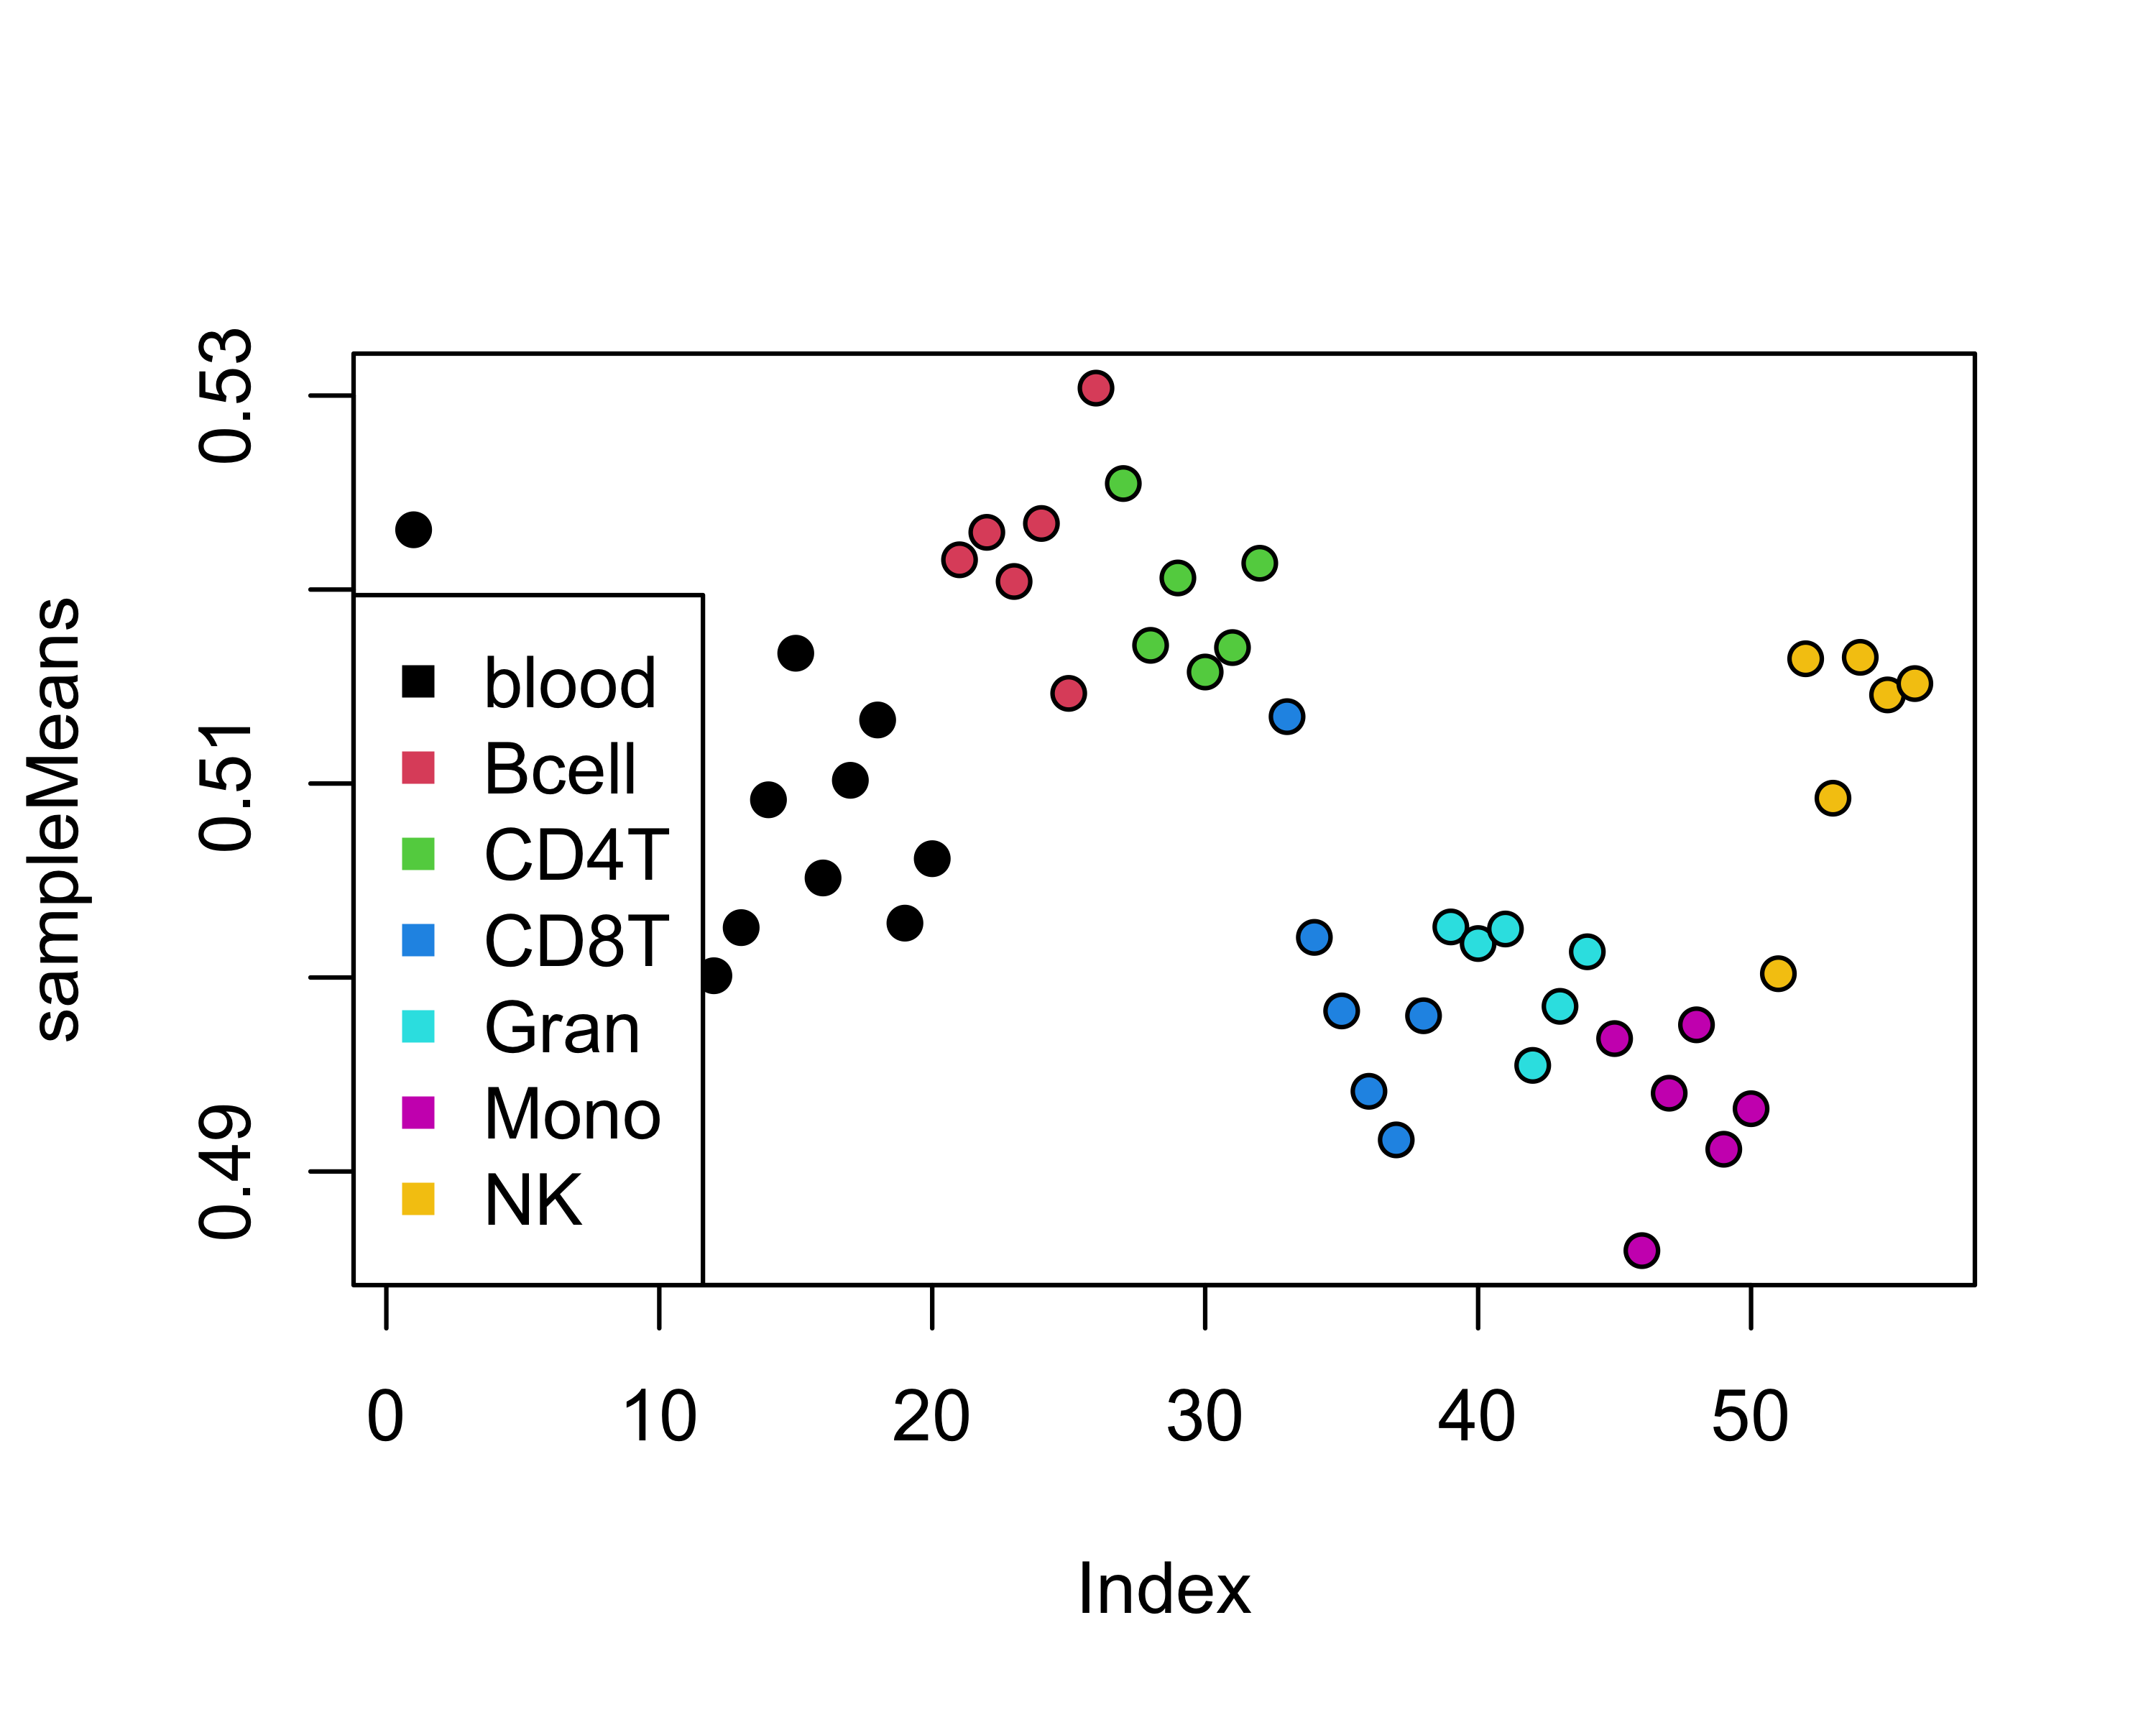 sampleMeans
0.53
0.51
0.49
blood
Bcell
CD4T
CD8T
Gran
Mono
NK
0 10 20 30 40 50
Index